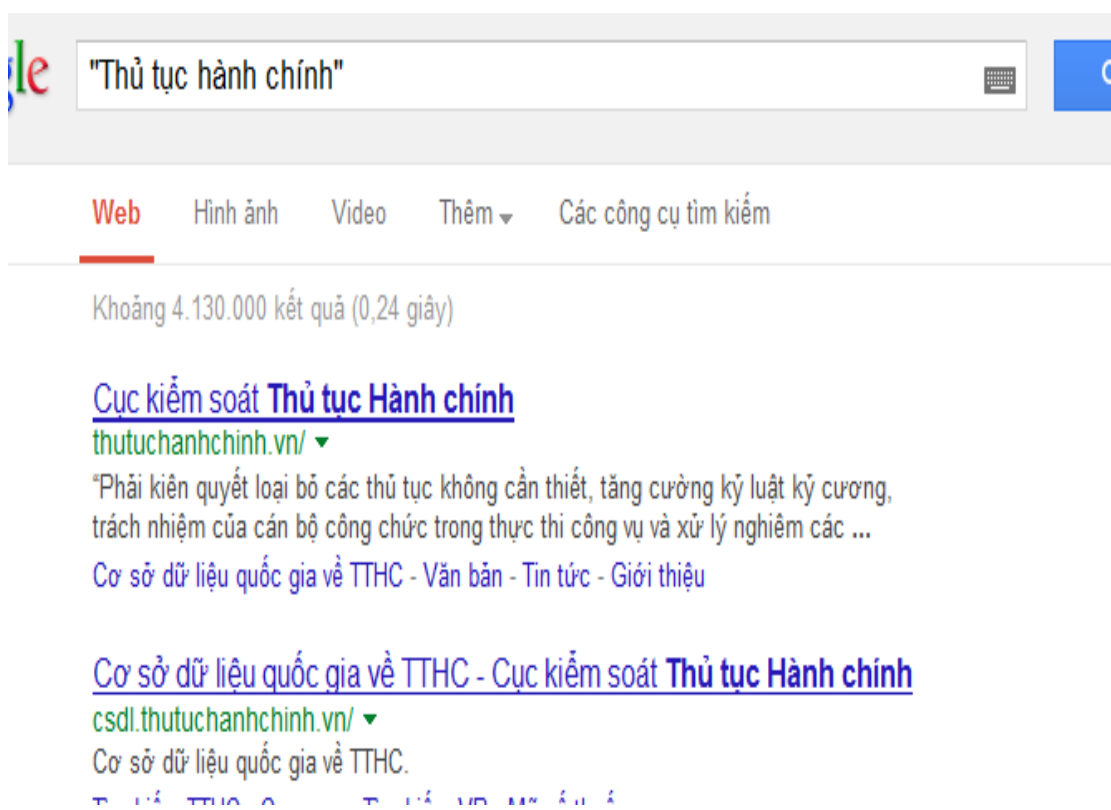 le "Thủ tục hành chính"
Web Hình ảnh Video Thêm Các công cụ tìm kiếm
Khoảng 4.130.000 kết quả (0,24 giây)
Cục kiểm soát Thủ tục Hành chính
thutuchanhchinh.vn/
“Phải kiên quyết loại bỏ các thủ tục không cần thiết, tăng cường kỷ luật kỷ cương,
trách nhiệm của cán bộ công chức trong thực thi công vụ và xử lý nghiêm các ...
Cơ sở dữ liệu quốc gia về TTHC - Văn bản - Tin tức - Giới thiệu
Cơ sở dữ liệu quốc gia về TTHC - Cục kiểm soát Thủ tục Hành chính
csdl.thutuchanhchinh.vn/
Cơ sở dữ liệu quốc gia về TTHC.